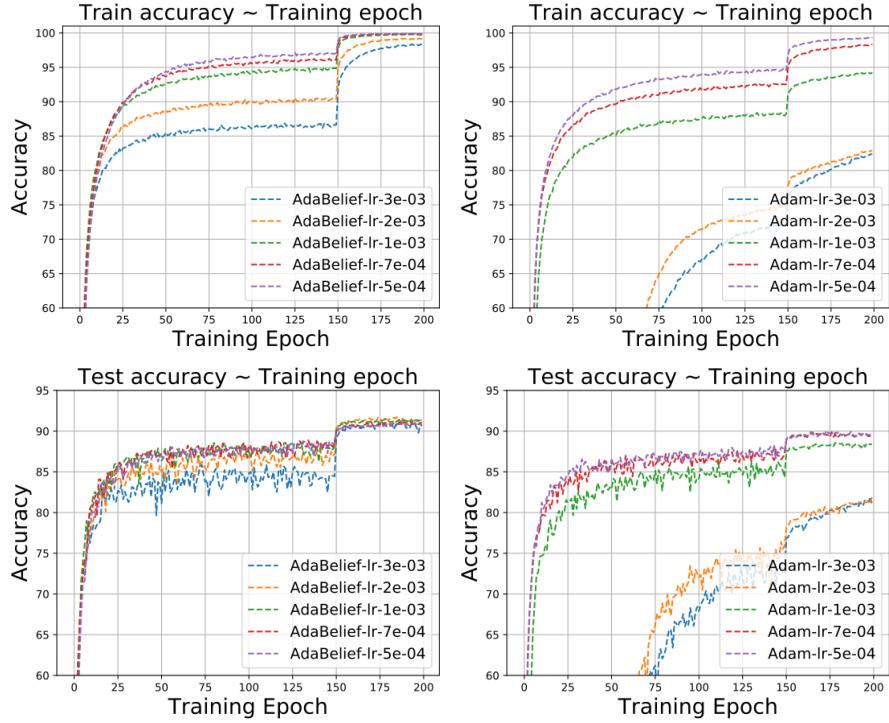 Train accuracy ~ Training epoch
100
95
90
85
80
75
70
65
60
Accuracy
AdaBelief-lr-3e-03
AdaBelief-lr-2e-03
AdaBelief-lr-1e-03
AdaBelief-lr-7e-04
AdaBelief-lr-5e-04
0 25 50 75 100 125 150 175 200
Training Epoch
Train accuracy ~ Training epoch
100
95
90
85
80
75
70
65
60
Accuracy
Adam-lr-3e-03
Adam-lr-2e-03
Adam-lr-1e-03
Adam-lr-7e-04
Adam-lr-5e-04
0 25 50 75 100 125 150 175 200
Training Epoch
Test accuracy ~ Training epoch
95
90
85
80
75
70
65
60
Accuracy
AdaBelief-lr-3e-03
AdaBelief-lr-2e-03
AdaBelief-lr-1e-03
AdaBelief-lr-7e-04
AdaBelief-lr-5e-04
0 25 50 75 100 125 150 175 200
Training Epoch
Test accuracy ~ Training epoch
95
90
85
80
75
70
65
60
Accuracy
Adam-lr-3e-03
Adam-lr-2e-03
Adam-lr-1e-03
Adam-lr-7e-04
Adam-lr-5e-04
0 25 50 75 100 125 150 175 200
Training Epoch